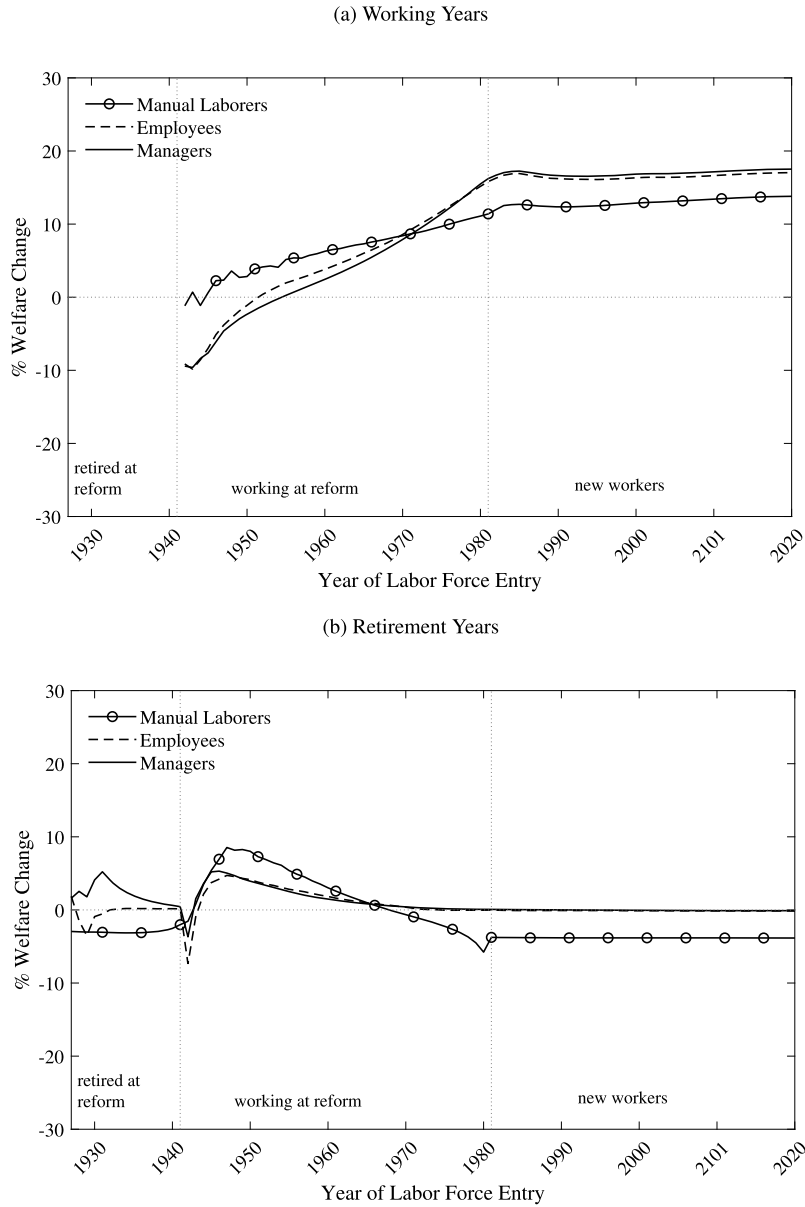 (a) Working Years
30
20
10
0
-10
-20
-30
% Welfare Change
Manual Laborers
Employees
Managers
retired at
reform
working at reform
new workers
1930
1940
1950
1960
1970
1980
1990
2000
2101
2020
Year of Labor Force Entry
(b) Retirement Years
30
20
10
0
-10
-20
-30
% Welfare Change
Manual Laborers
Employees
Managers
retired at
reform
working at reform
new workers
1930
1940
1950
1960
1970
1980
1990
2000
2101
2020
Year of Labor Force Entry